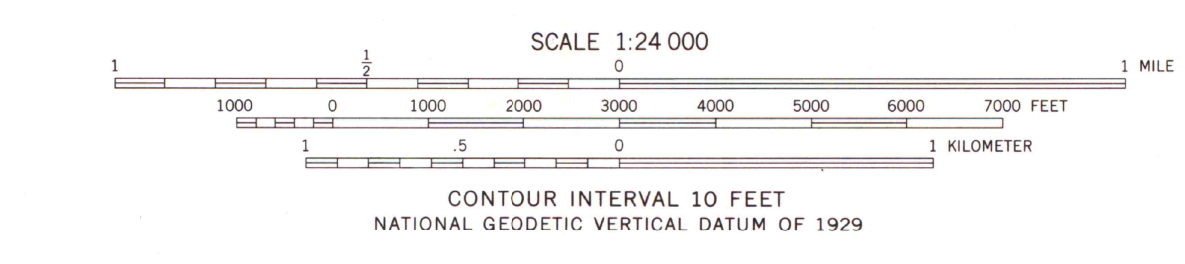 SCALE 1:24 000
1 1/2 0 1 MILE
1000 0 1000 2000 3000 4000 5000 6000 7000 FEET
1 .5 0 1 KILOMETER
CONTOUR INTERVAL 10 FEET
NATIONAL GEODETIC VERTICAL DATUM OF 1929